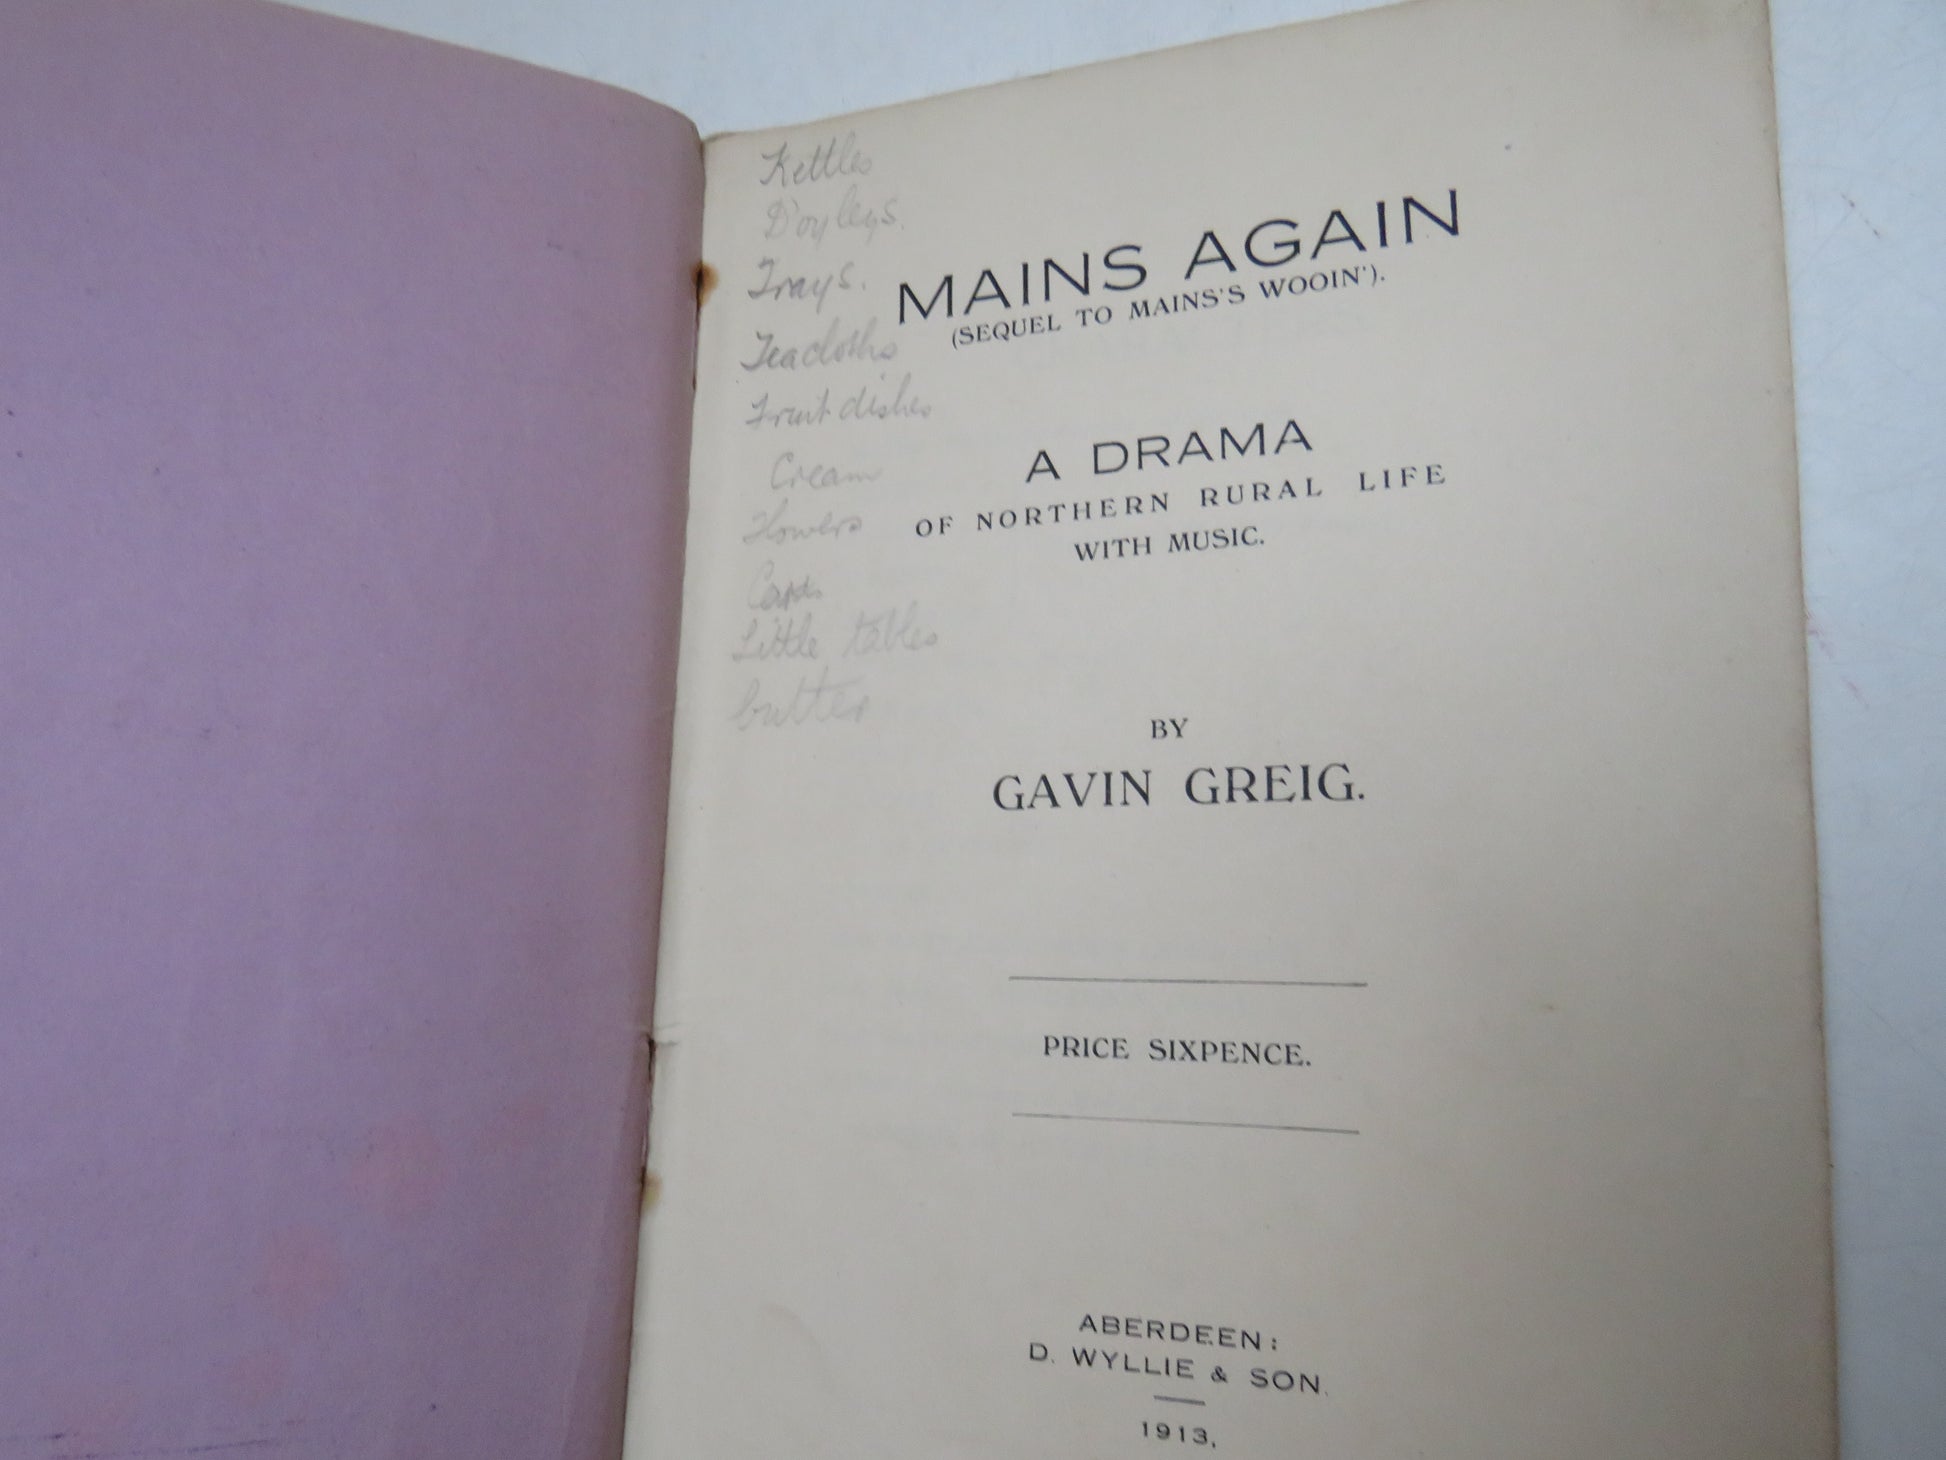 Kettles
D'oyleys.
Trays.
Teacloths
Fruit dishes
Cream
Flowers
Cards
Little tables
butter
MAINS AGAIN
(SEQUEL TO MAINS'S WOOIN').
A DRAMA
OF NORTHERN RURAL LIFE
WITH MUSIC.
BY
GAVIN GREIG.
PRICE SIXPENCE.
ABERDEEN:
D. WYLLIE & SON.
1913.